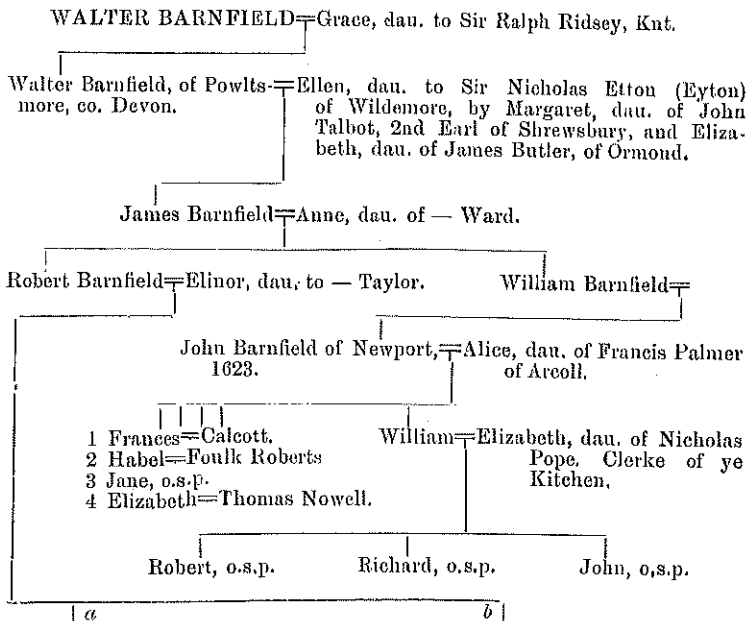 WALTER BARNFIELD=Grace, dau. to Sir Ralph Ridsey, Knt.
Walter Barnfield, of Powlts-
more, co. Devon.
=Ellen, dau. to Sir Nicholas Etton (Eyton)
of Wildemore, by Margaret, dau. of John
Talbot, 2nd Earl of Shrewsbury, and Eliza-
beth, dau. of James Butler, of Ormond.
James Barnfield=Anne, dau. of — Ward.
Robert Barnfield=Elinor, dau. to — Taylor.
William Barnfield=
John Barnfield of Newport,
1623.
=Alice, dau. of Francis Palmer
of Arcoll.
1 Frances=Calcott.
2 Habel=Foulk Roberts
3 Jane, o.s.p.
4 Elizabeth=Thomas Nowell.
William=Elizabeth, dau. of Nicholas
Pope, Clerke of ye
Kitchen.
Robert, o.s.p.
Richard, o.s.p.
John, o.s.p.
a
b